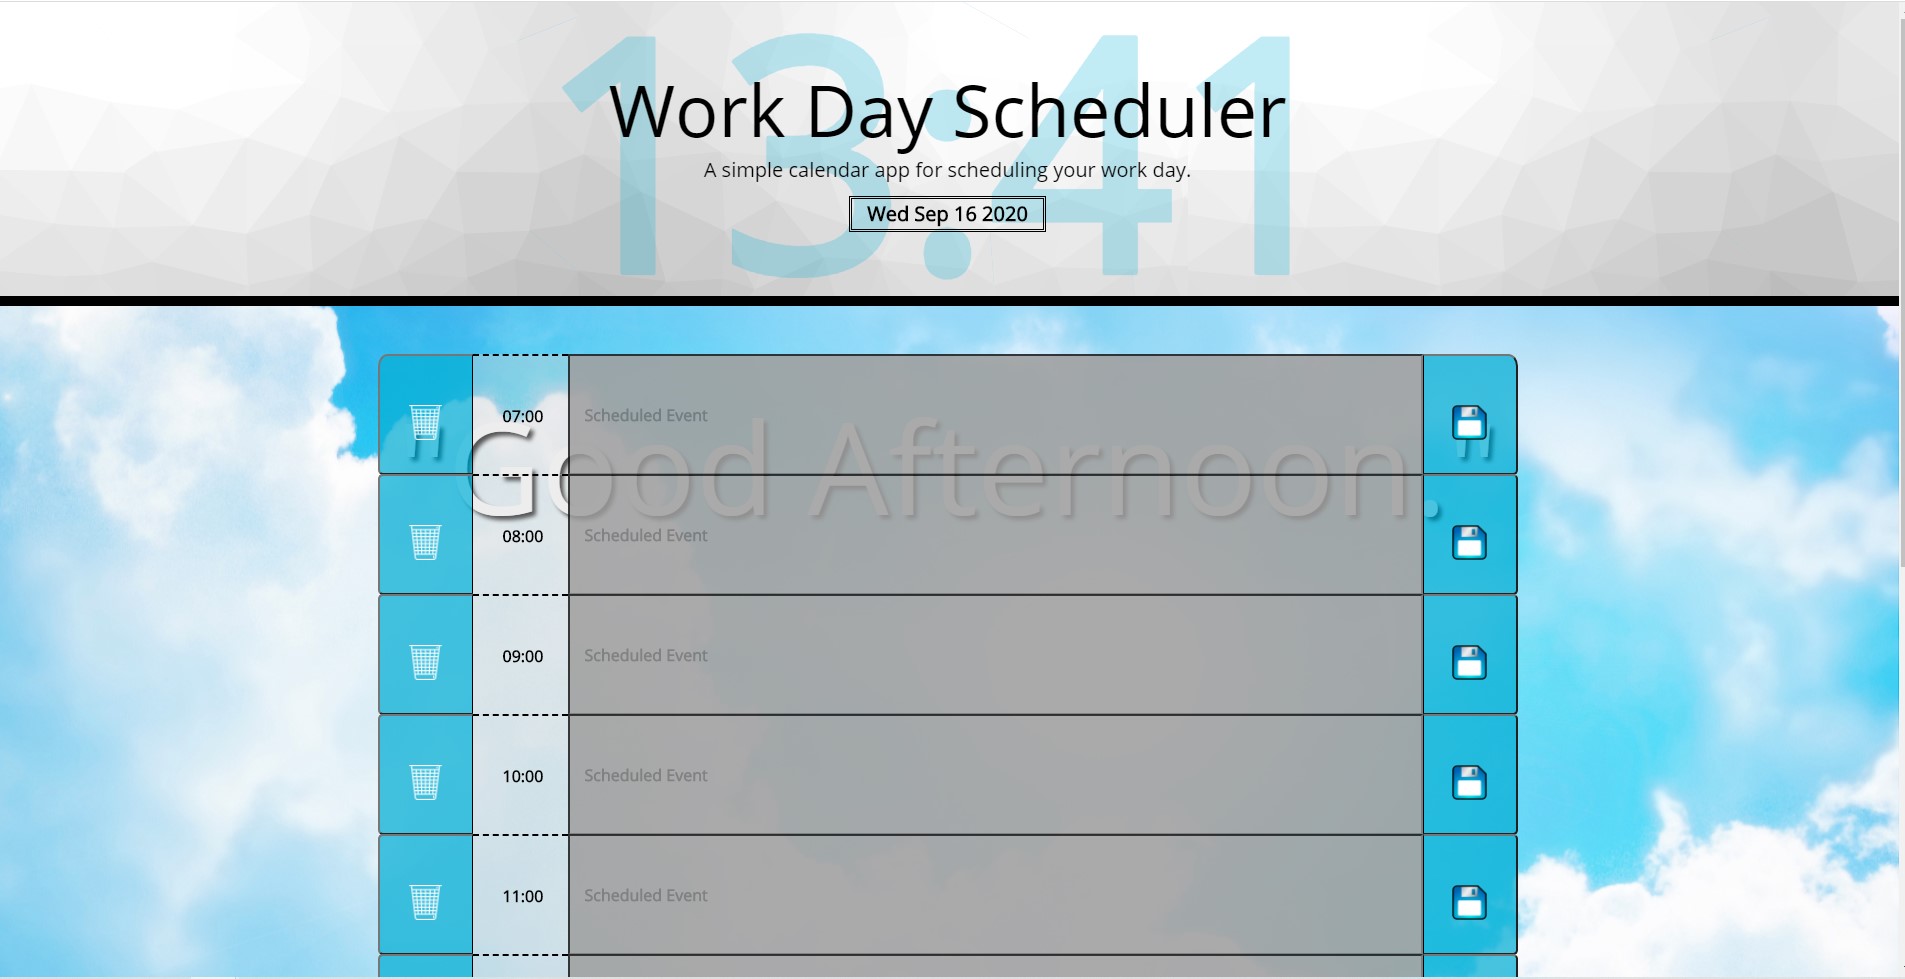 13:41
Work Day Scheduler
A simple calendar app for scheduling your work day.
Wed Sep 16 2020
"Good Afternoon."
07:00 Scheduled Event
08:00 Scheduled Event
09:00 Scheduled Event
10:00 Scheduled Event
11:00 Scheduled Event